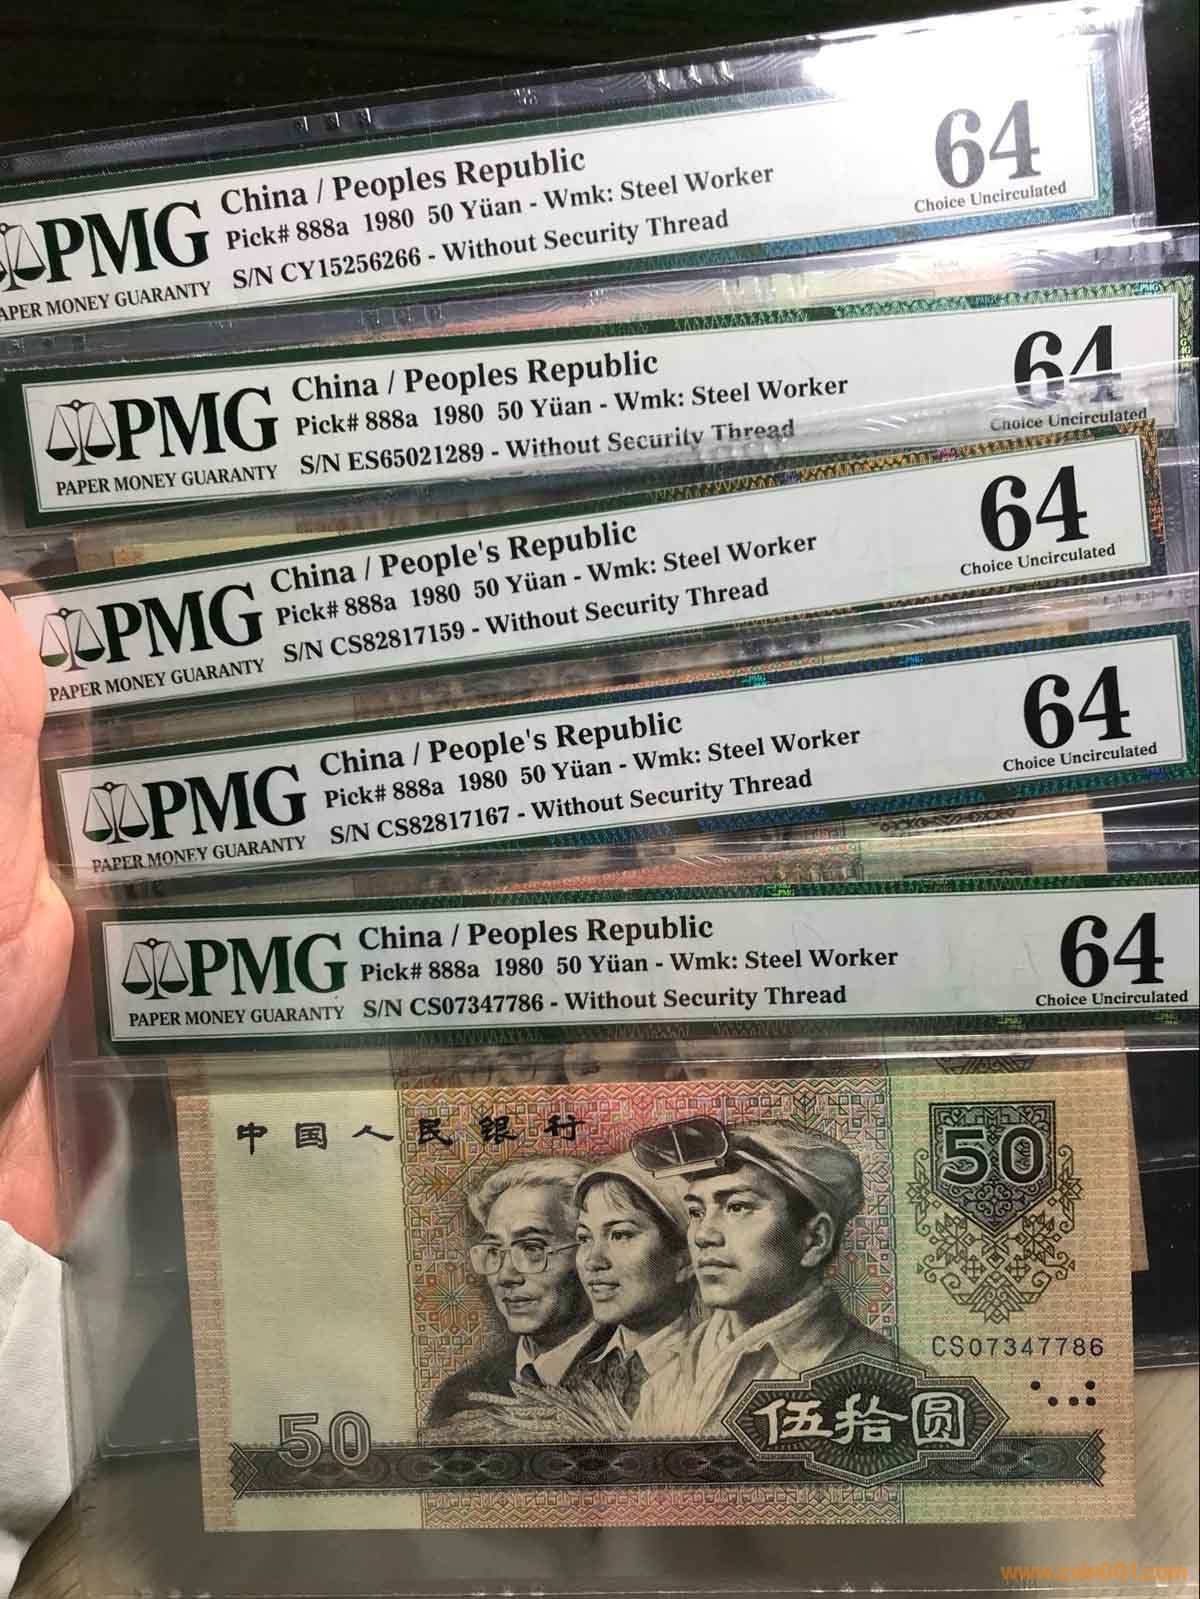 China / Peoples Republic
Pick# 888a 1980 50 Yüan - Wmk: Steel Worker
S/N CY15256266 - Without Security Thread
64
Choice Uncirculated
PMG
PAPER MONEY GUARANTY
China / Peoples Republic
Pick# 888a 1980 50 Yüan - Wmk: Steel Worker
S/N ES65021289 - Without Security Thread
64
Choice Uncirculated
PMG
PAPER MONEY GUARANTY
China / People's Republic
Pick# 888a 1980 50 Yüan - Wmk: Steel Worker
S/N CS82817159 - Without Security Thread
64
Choice Uncirculated
PMG
PAPER MONEY GUARANTY
China / People's Republic
Pick# 888a 1980 50 Yüan - Wmk: Steel Worker
S/N CS82817167 - Without Security Thread
64
Choice Uncirculated
PMG
PAPER MONEY GUARANTY
China / Peoples Republic
Pick# 888a 1980 50 Yüan - Wmk: Steel Worker
S/N CS07347786 - Without Security Thread
64
Choice Uncirculated
PMG
PAPER MONEY GUARANTY
中国人民银行
50
CS07347786
伍拾圆
50
www.coin001.com